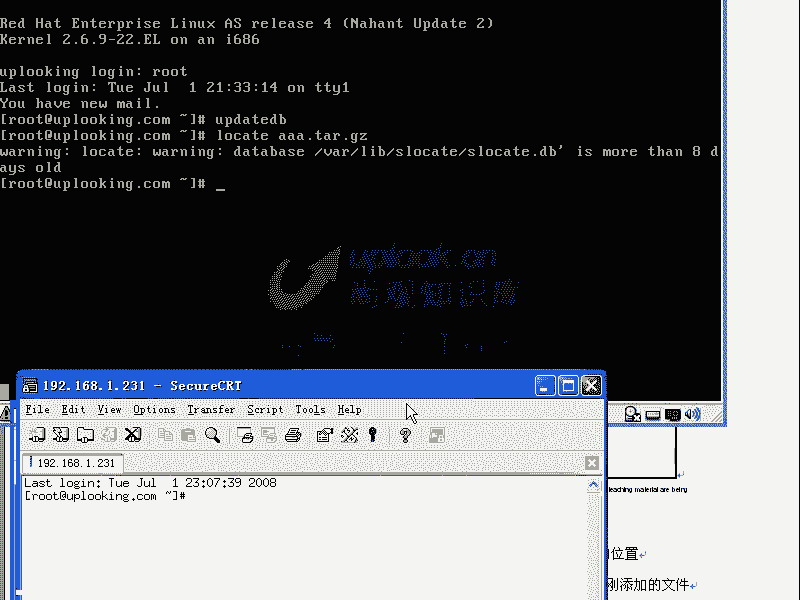 Red Hat Enterprise Linux AS release 4 (Nahant Update 2)
Kernel 2.6.9-22.EL on an i686
uplooking login: root
Last login: Tue Jul  1 21:33:14 on tty1
You have new mail.
[root@uplooking.com ~]# updatedb
[root@uplooking.com ~]# locate aaa.tar.gz
warning: locate: warning: database /var/lib/slocate/slocate.db' is more than 8 d
ays old
[root@uplooking.com ~]# _
uplook.cn
尚观知识库
192.168.1.231 - SecureCRT
File Edit View Options Transfer Script Tools Help
192.168.1.231
Last login: Tue Jul  1 23:07:39 2008
[root@uplooking.com ~]#
teaching material are being
位置
刚添加的文件